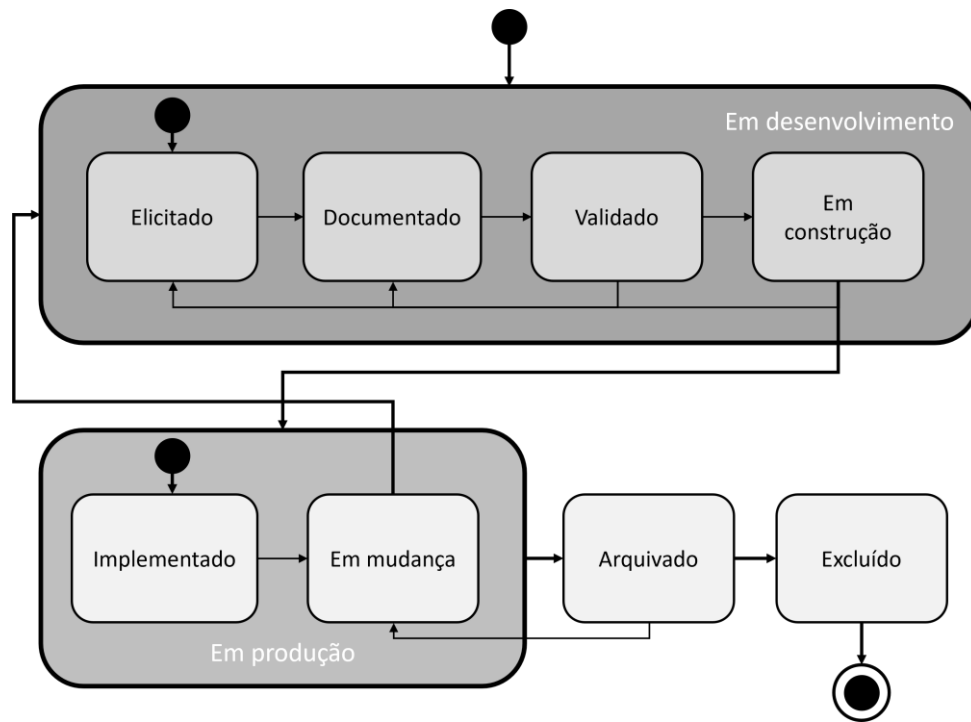 Em desenvolvimento
Elicitado
Documentado
Validado
Em
construção
Implementado
Em mudança
Arquivado
Excluído
Em produção